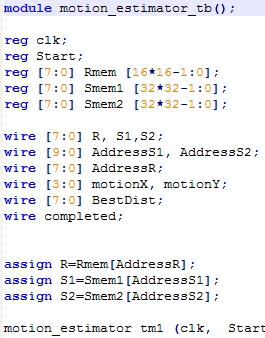 module motion_estimator_tb();
reg clk;
reg Start;
reg [7:0] Rmem [16*16-1:0];
reg [7:0] Smem1 [32*32-1:0];
reg [7:0] Smem2 [32*32-1:0];
wire [7:0] R, S1,S2;
wire [9:0] AddressS1, AddressS2;
wire [7:0] AddressR;
wire [3:0] motionX, motionY;
wire [7:0] BestDist;
wire completed;
assign R=Rmem[AddressR];
assign S1=Smem1[AddressS1];
assign S2=Smem2[AddressS2];
motion_estimator tm1 (clk, Start